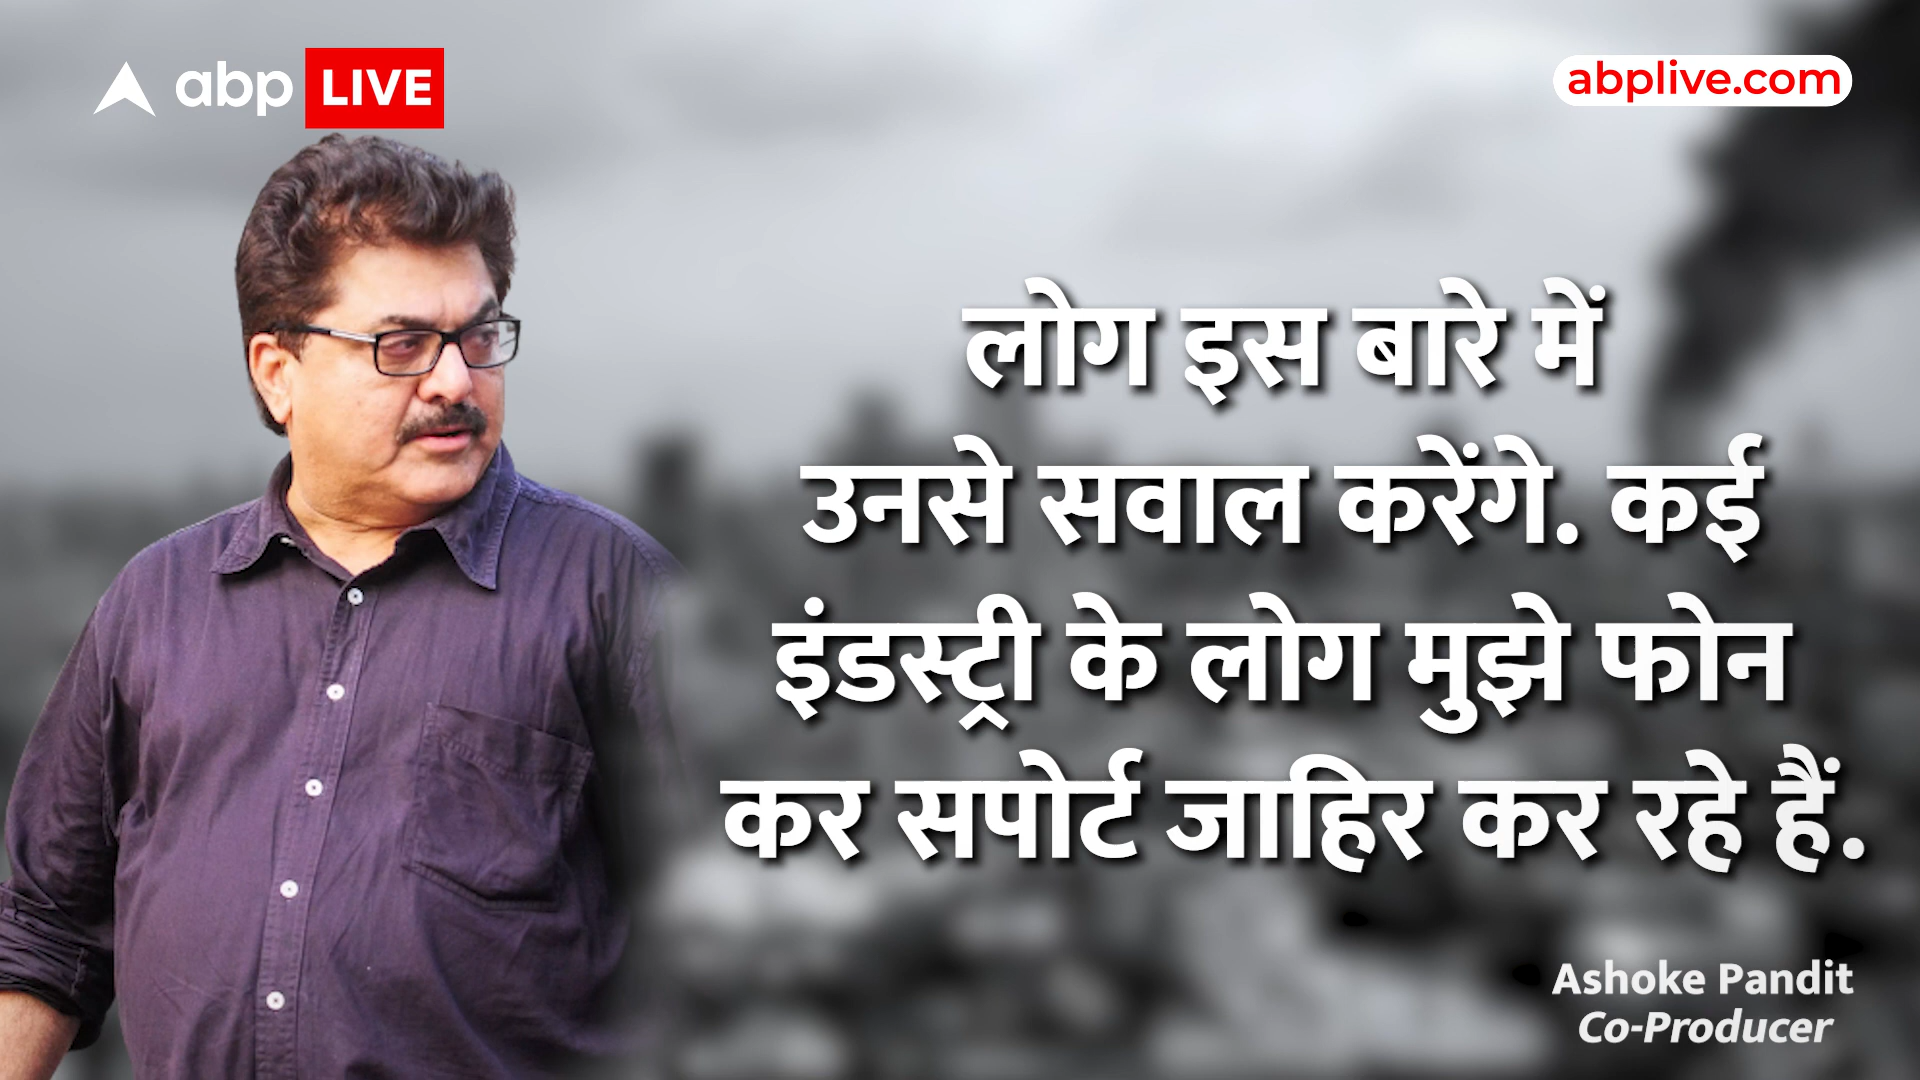 abp LIVE
abplive.com
लोग इस बारे में
उनसे सवाल करेंगे. कई
इंडस्ट्री के लोग मुझे फोन
कर सपोर्ट जाहिर कर रहे हैं.
Ashoke Pandit
Co-Producer